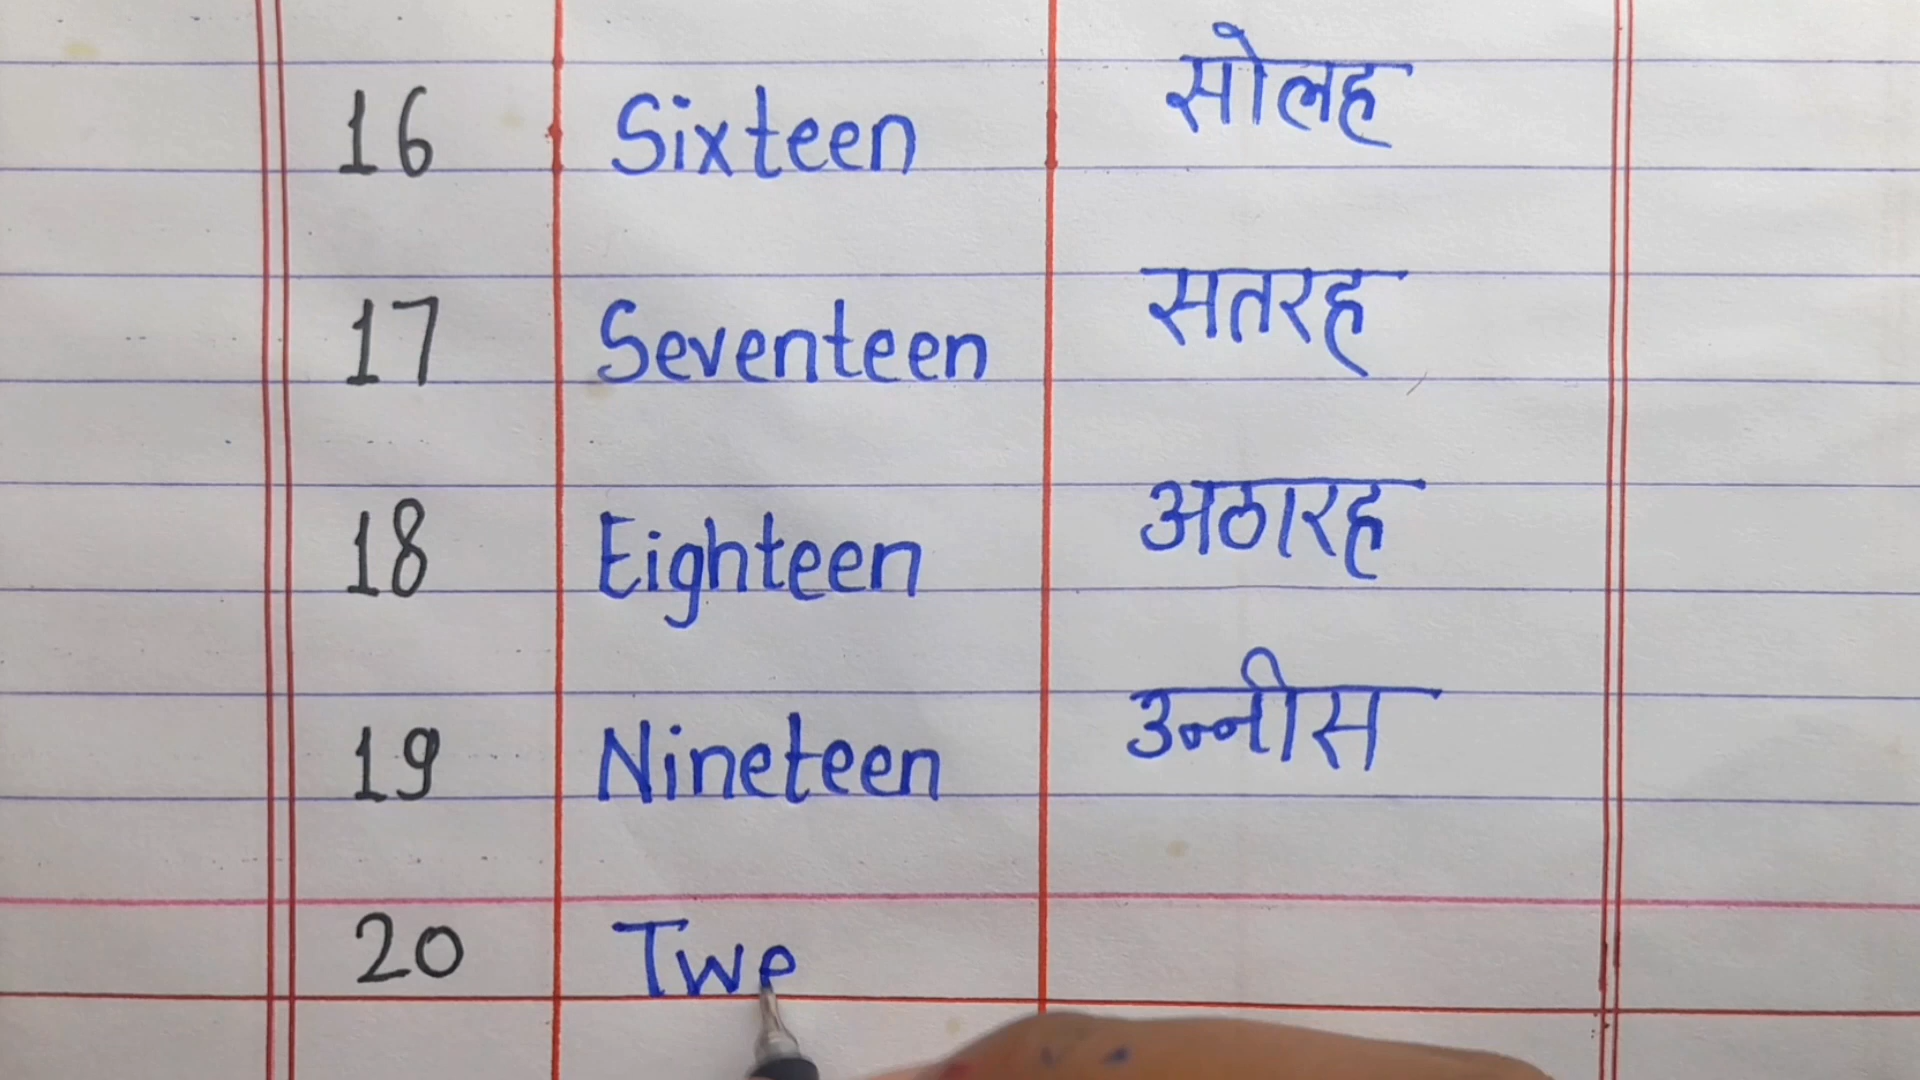 16 Sixteen सोलह
17 Seventeen सतरह
18 Eighteen अठारह
19 Nineteen उन्नीस
20 Twe